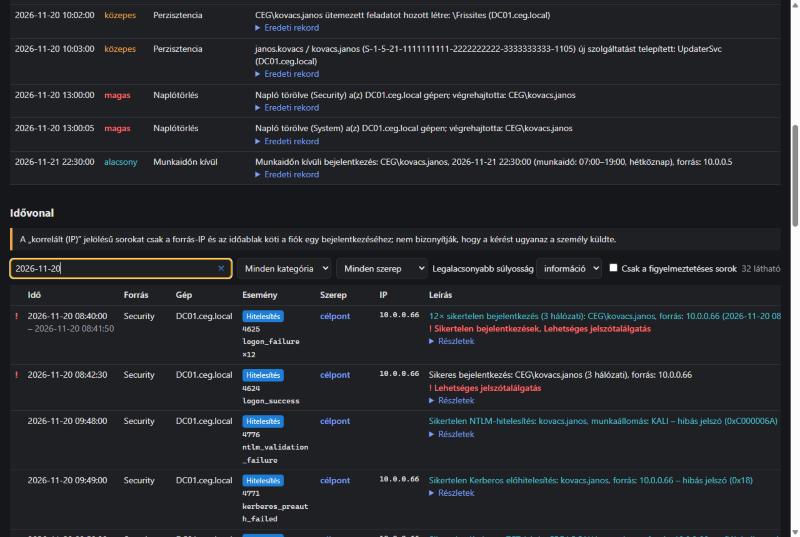 2026-11-20 10:02:00 közepes Perzisztencia CEG\kovacs.janos ütemezett feladatot hozott létre: \Frissites (DC01.ceg.local)
▶ Eredeti rekord
2026-11-20 10:03:00 közepes Perzisztencia janos.kovacs / kovacs.janos (S-1-5-21-1111111111-2222222222-3333333333-1105) új szolgáltatást telepített: UpdaterSvc
(DC01.ceg.local)
▶ Eredeti rekord
2026-11-20 13:00:00 magas Naplótörlés Napló törölve (Security) a(z) DC01.ceg.local gépen; végrehajtotta: CEG\kovacs.janos
▶ Eredeti rekord
2026-11-20 13:00:05 magas Naplótörlés Napló törölve (System) a(z) DC01.ceg.local gépen; végrehajtotta: CEG\kovacs.janos
▶ Eredeti rekord
2026-11-21 22:30:00 alacsony Munkaidőn kívül Munkaidőn kívüli bejelentkezés: CEG\kovacs.janos, 2026-11-21 22:30:00 (munkaidő: 07:00–19:00, hétköznap), forrás: 10.0.0.5
▶ Eredeti rekord
Idővonal
A „korrelált (IP)” jelölésű sorokat csak a forrás-IP és az időablak köti a fiók egy bejelentkezéséhez; nem bizonyítják, hogy a kérést ugyanaz a személy küldte.
2026-11-20 Minden kategória Minden szerep Legalacsonyabb súlyosság információ Csak a figyelmeztetéses sorok 32 látható
Idő Forrás Gép Esemény Szerep IP Leírás
! 2026-11-20 08:40:00 Security DC01.ceg.local Hitelesítés célpont 10.0.0.66 12× sikertelen bejelentkezés (3 hálózati): CEG\kovacs.janos, forrás: 10.0.0.66 (2026-11-20 08
– 2026-11-20 08:41:50 4625 ! Sikertelen bejelentkezések, Lehetséges jelszótalálgatás
logon_failure ▶ Részletek
×12
! 2026-11-20 08:42:30 Security DC01.ceg.local Hitelesítés célpont 10.0.0.66 Sikeres bejelentkezés: CEG\kovacs.janos (3 hálózati), forrás: 10.0.0.66
4624 ! Lehetséges jelszótalálgatás
logon_success ▶ Részletek
2026-11-20 09:48:00 Security DC01.ceg.local Hitelesítés célpont Sikertelen NTLM-hitelesítés: kovacs.janos, munkaállomás: KALI – hibás jelszó (0xC000006A)
4776 ▶ Részletek
ntlm_validation
_failure
2026-11-20 09:49:00 Security DC01.ceg.local Hitelesítés célpont 10.0.0.66 Sikertelen Kerberos előhitelesítés: kovacs.janos, forrás: 10.0.0.66 – hibás jelszó (0x18)
4771 ▶ Részletek
kerberos_preaut
h_failed